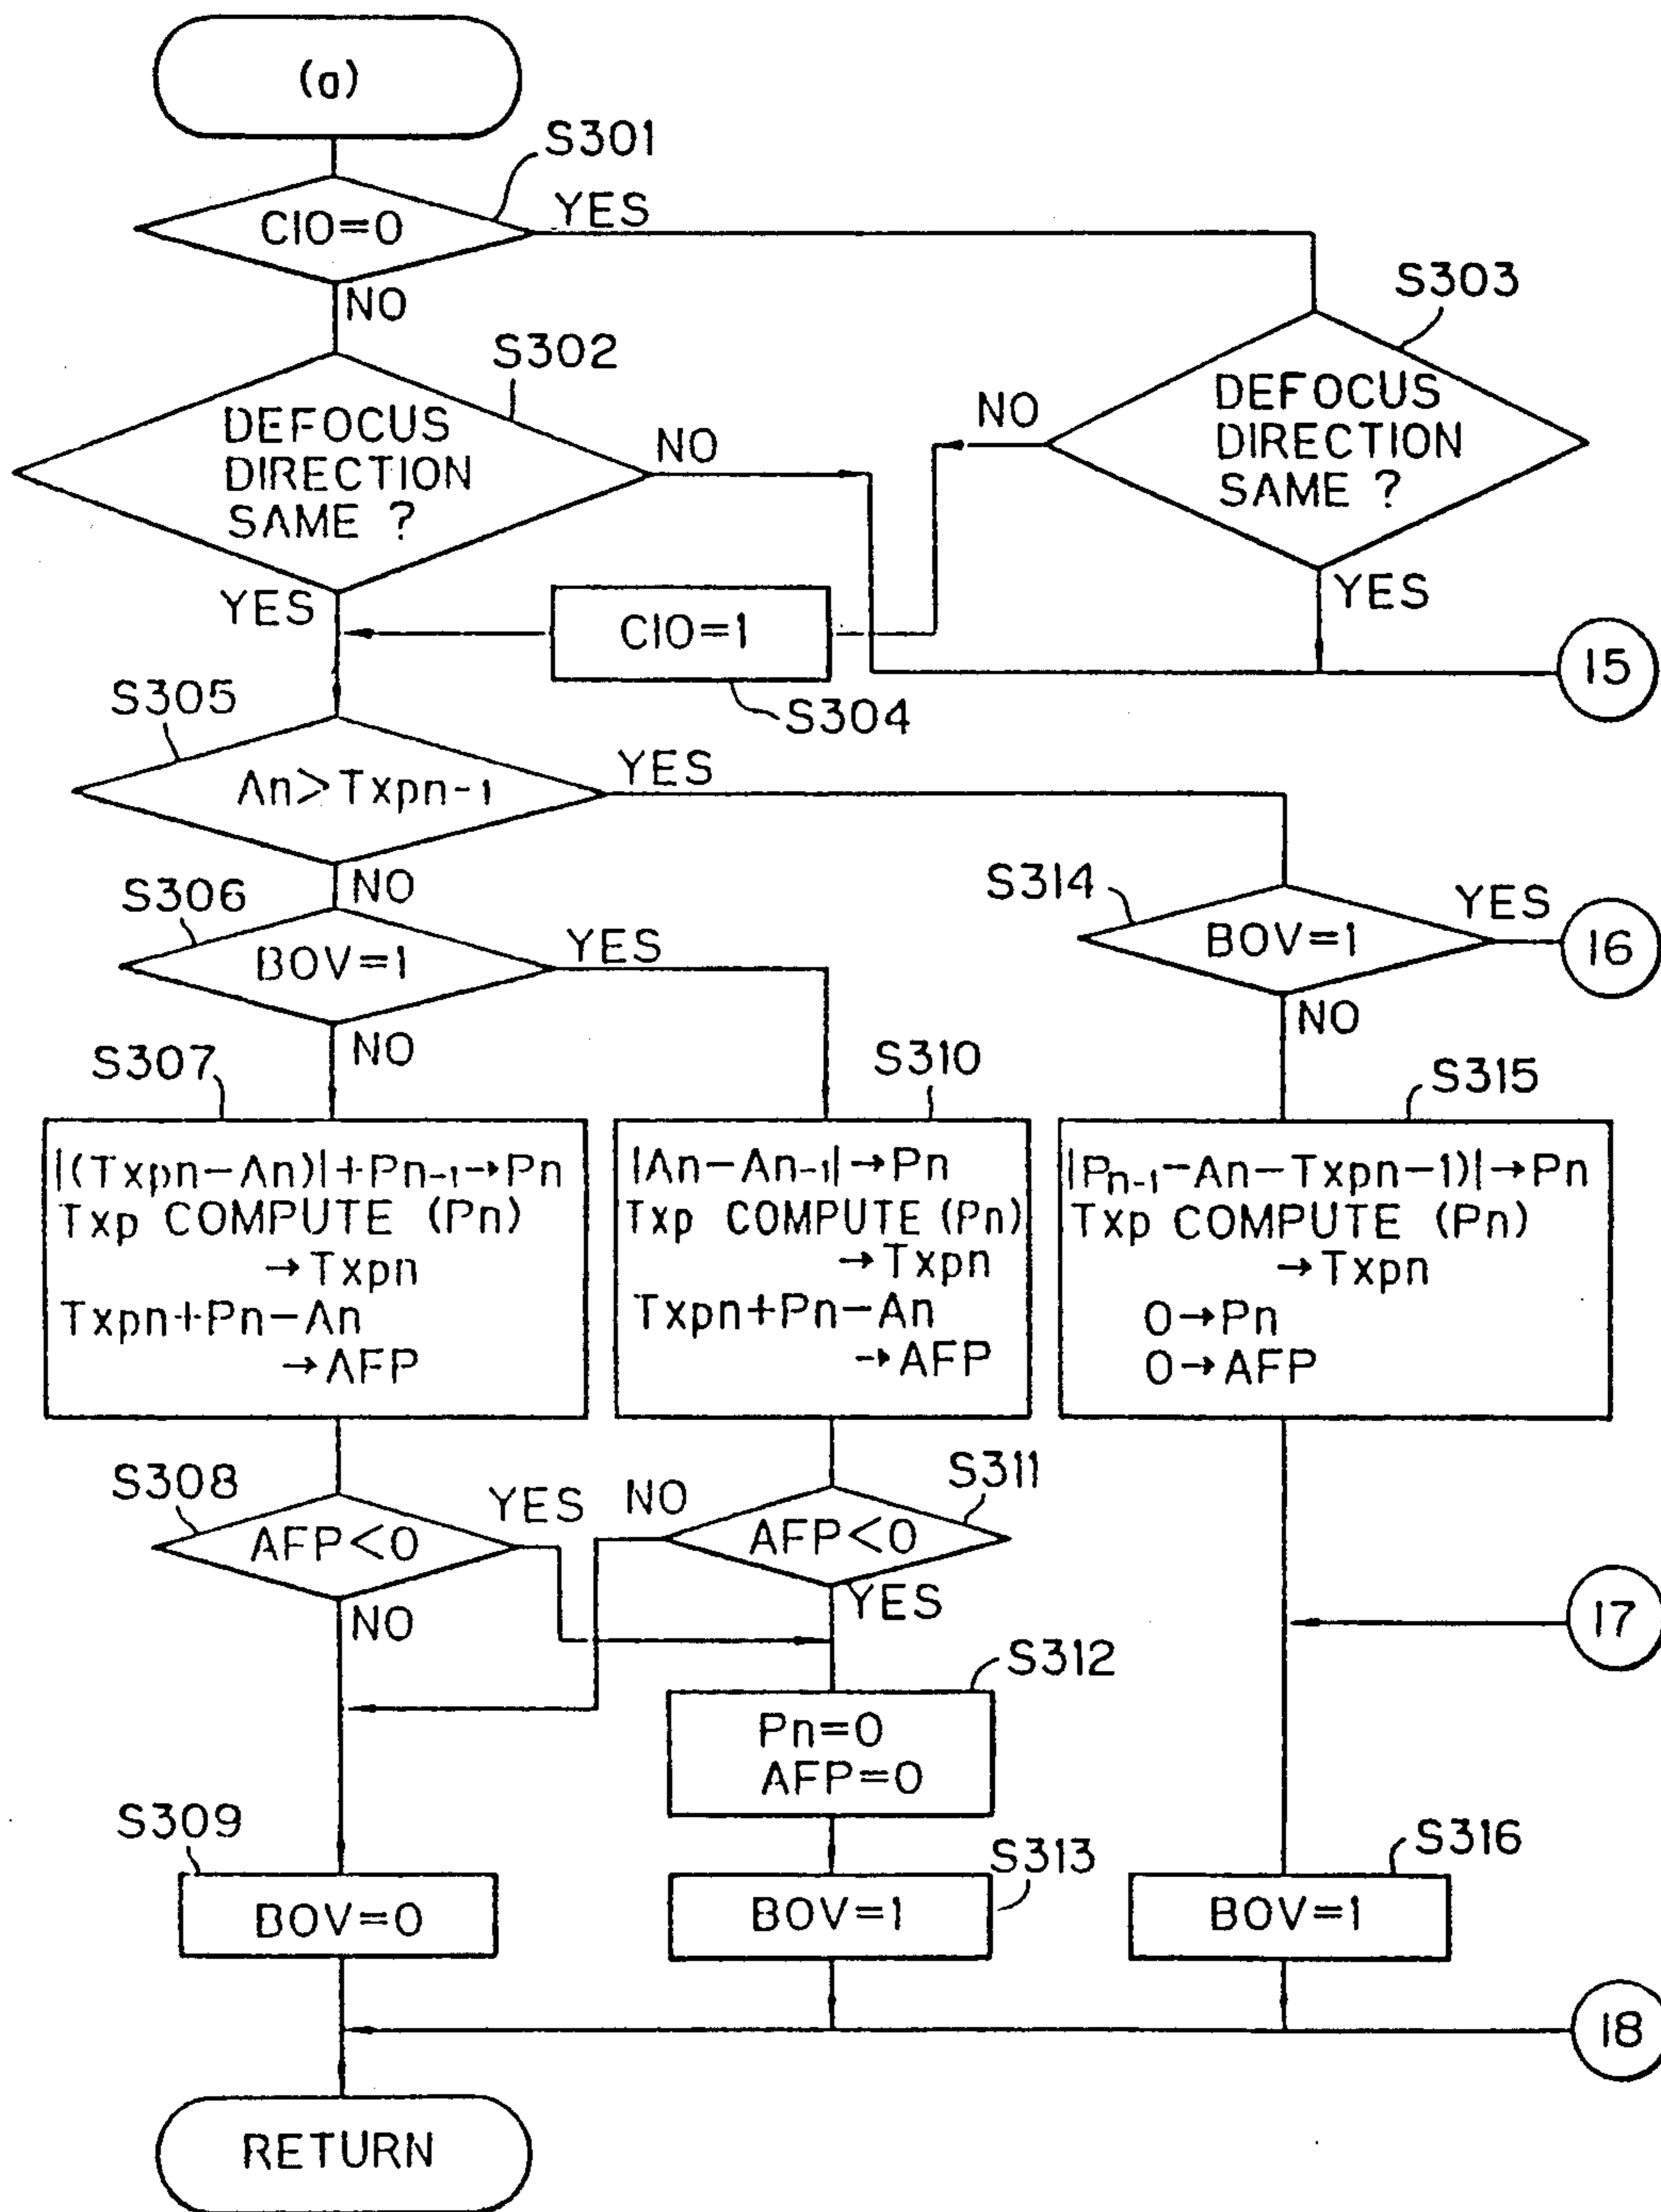 (a)
S301
CIO=0
YES
NO
S303
S302
DEFOCUS
DIRECTION
SAME ?
NO
NO
DEFOCUS
DIRECTION
SAME ?
YES
YES
CIO=1
15
S304
S305
An>Txpn-1
YES
NO
S306
BOV=1
YES
S314
BOV=1
YES
16
NO
NO
S307
S310
S315
|(Txpn-An)|+Pn-1→Pn
Txp COMPUTE (Pn)
→Txpn
Txpn+Pn-An
→AFP
|An-An-1|→Pn
Txp COMPUTE (Pn)
→Txpn
Txpn+Pn-An
→AFP
|Pn-1-An-Txpn-1)|→Pn
Txp COMPUTE (Pn)
→Txpn
0→Pn
0→AFP
S308
AFP<0
YES
NO
NO
S311
AFP<0
YES
17
S312
Pn=0
AFP=0
S309
BOV=0
S313
BOV=1
S316
BOV=1
18
RETURN